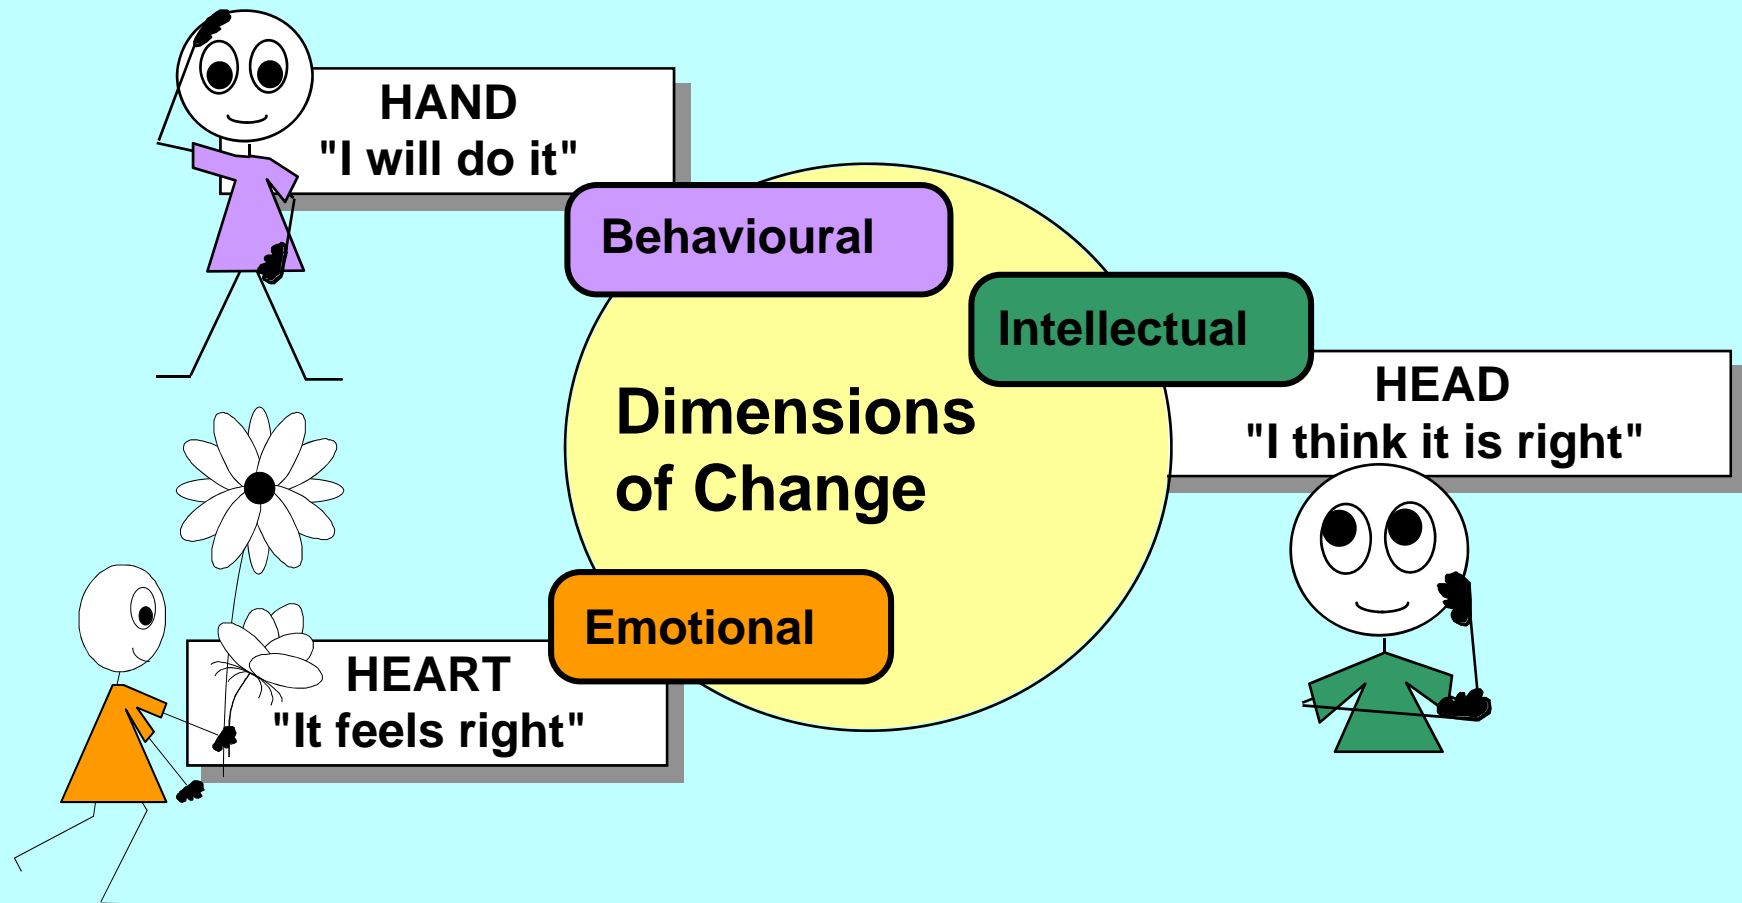 HAND
"I will do it"
Behavioural
Intellectual
HEAD
"I think it is right"
Dimensions
of Change
Emotional
HEART
"It feels right"